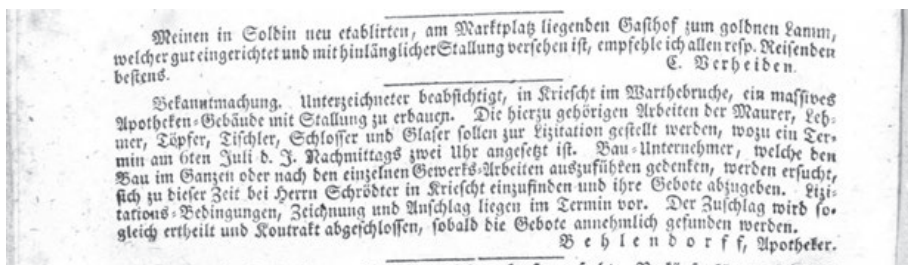 Meinen in Soldin neu etablirten, am Marktplatz liegenden Gasthof zum goldnen Lamm,
welcher gut eingerichtet und mit hinlänglicher Stallung versehen ist, empfehle ich allen resp. Reisenden
bestens.
C. Verheiden.
Bekanntmachung. Unterzeichneter beabsichtigt, in Kriescht im Warthebruche, ein massives
Apotheken-Gebäude mit Stallung zu erbauen. Die hierzu gehörigen Arbeiten der Maurer, Leh-
mer, Töpfer, Tischler, Schlosser und Glaser sollen zur Lizitation gestellt werden, wozu ein Ter-
min am 6ten Juli d. J. Nachmittags zwei Uhr angesetzt ist. Bau-Unternehmer, welche den
Bau im Ganzen oder nach den einzelnen Gewerks-Arbeiten auszuführen gedenken, werden ersucht,
sich zu dieser Zeit bei Herrn Schrödter in Kriescht einzufinden und ihre Gebote abzugeben. Lizi-
tations-Bedingungen, Zeichnung und Anschlag liegen im Termin vor. Der Zuschlag wird so-
gleich ertheilt und Kontrakt abgeschlossen, sobald die Gebote annehmlich gefunden werden.
Behlendorff, Apotheker.